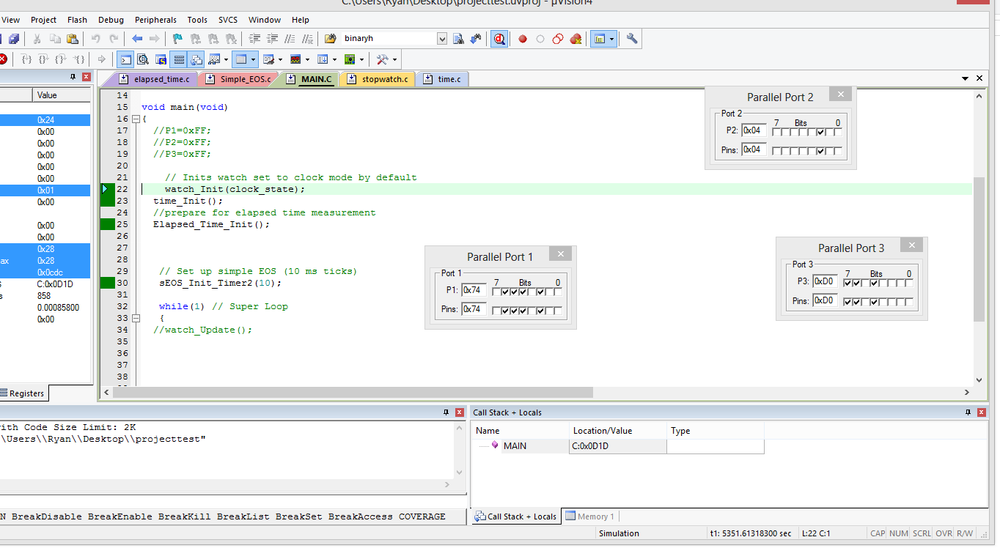 C:\Users\Ryan\Desktop\projecttest.uvproj - µVision4
View Project Flash Debug Peripherals Tools SVCS Window Help
binaryh
elapsed_time.c Simple_EOS.c MAIN.C stopwatch.c time.c
Value
0x24
0x00
0x00
0x00
0x00
0x00
0x01
0x00
0x00
0x00
0x28
ax 0x28
0x0cdc
C:0x0D1D
s 858
0.00085800
0x00
Registers
14
15 void main(void)
16 {
17 //P1=0xFF;
18 //P2=0xFF;
19 //P3=0xFF;
20
21 // Inits watch set to clock mode by default
22 watch_Init(clock_state);
23 time_Init();
24 //prepare for elapsed time measurement
25 Elapsed_Time_Init();
26
27
28
29 // Set up simple EOS (10 ms ticks)
30 sEOS_Init_Timer2(10);
31
32 while(1) // Super Loop
33 {
34 //watch_Update();
35
36
37
38
Parallel Port 2
Port 2
7 Bits 0
P2: 0x04
Pins: 0x04
Parallel Port 1
Port 1
7 Bits 0
P1: 0x74
Pins: 0x74
Parallel Port 3
Port 3
7 Bits 0
P3: 0xD0
Pins: 0xD0
ith Code Size Limit: 2K
\Users\\Ryan\\Desktop\\projecttest"
N BreakDisable BreakEnable BreakKill BreakList BreakSet BreakAccess COVERAGE
Call Stack + Locals
Name Location/Value Type
MAIN C:0x0D1D
Call Stack + Locals Memory 1
Simulation t1: 5351.61318300 sec L:22 C:1 CAP NUM SCRL OVR R/W